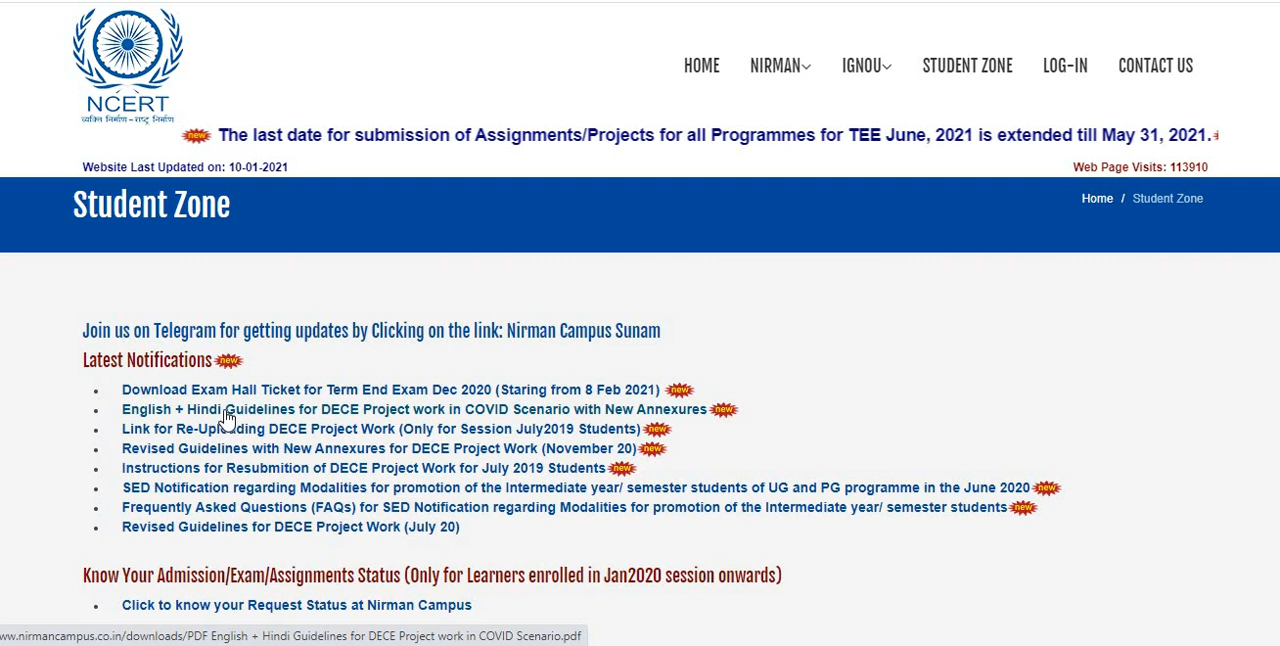 NCERT
व्यक्ति निर्माण - राष्ट्र निर्माण
HOME NIRMAN IGNOU STUDENT ZONE LOG-IN CONTACT US
new The last date for submission of Assignments/Projects for all Programmes for TEE June, 2021 is extended till May 31, 2021.
Website Last Updated on: 10-01-2021 Web Page Visits: 113910
Student Zone Home / Student Zone
Join us on Telegram for getting updates by Clicking on the link: Nirman Campus Sunam
Latest Notifications new
Download Exam Hall Ticket for Term End Exam Dec 2020 (Staring from 8 Feb 2021) new
English + Hindi Guidelines for DECE Project work in COVID Scenario with New Annexures new
Link for Re-Uploading DECE Project Work (Only for Session July2019 Students) new
Revised Guidelines with New Annexures for DECE Project Work (November 20) new
Instructions for Resubmition of DECE Project Work for July 2019 Students new
SED Notification regarding Modalities for promotion of the Intermediate year/ semester students of UG and PG programme in the June 2020 new
Frequently Asked Questions (FAQs) for SED Notification regarding Modalities for promotion of the Intermediate year/ semester students new
Revised Guidelines for DECE Project Work (July 20)
Know Your Admission/Exam/Assignments Status (Only for Learners enrolled in Jan2020 session onwards)
Click to know your Request Status at Nirman Campus
ww.nirmancampus.co.in/downloads/PDF English + Hindi Guidelines for DECE Project work in COVID Scenario.pdf